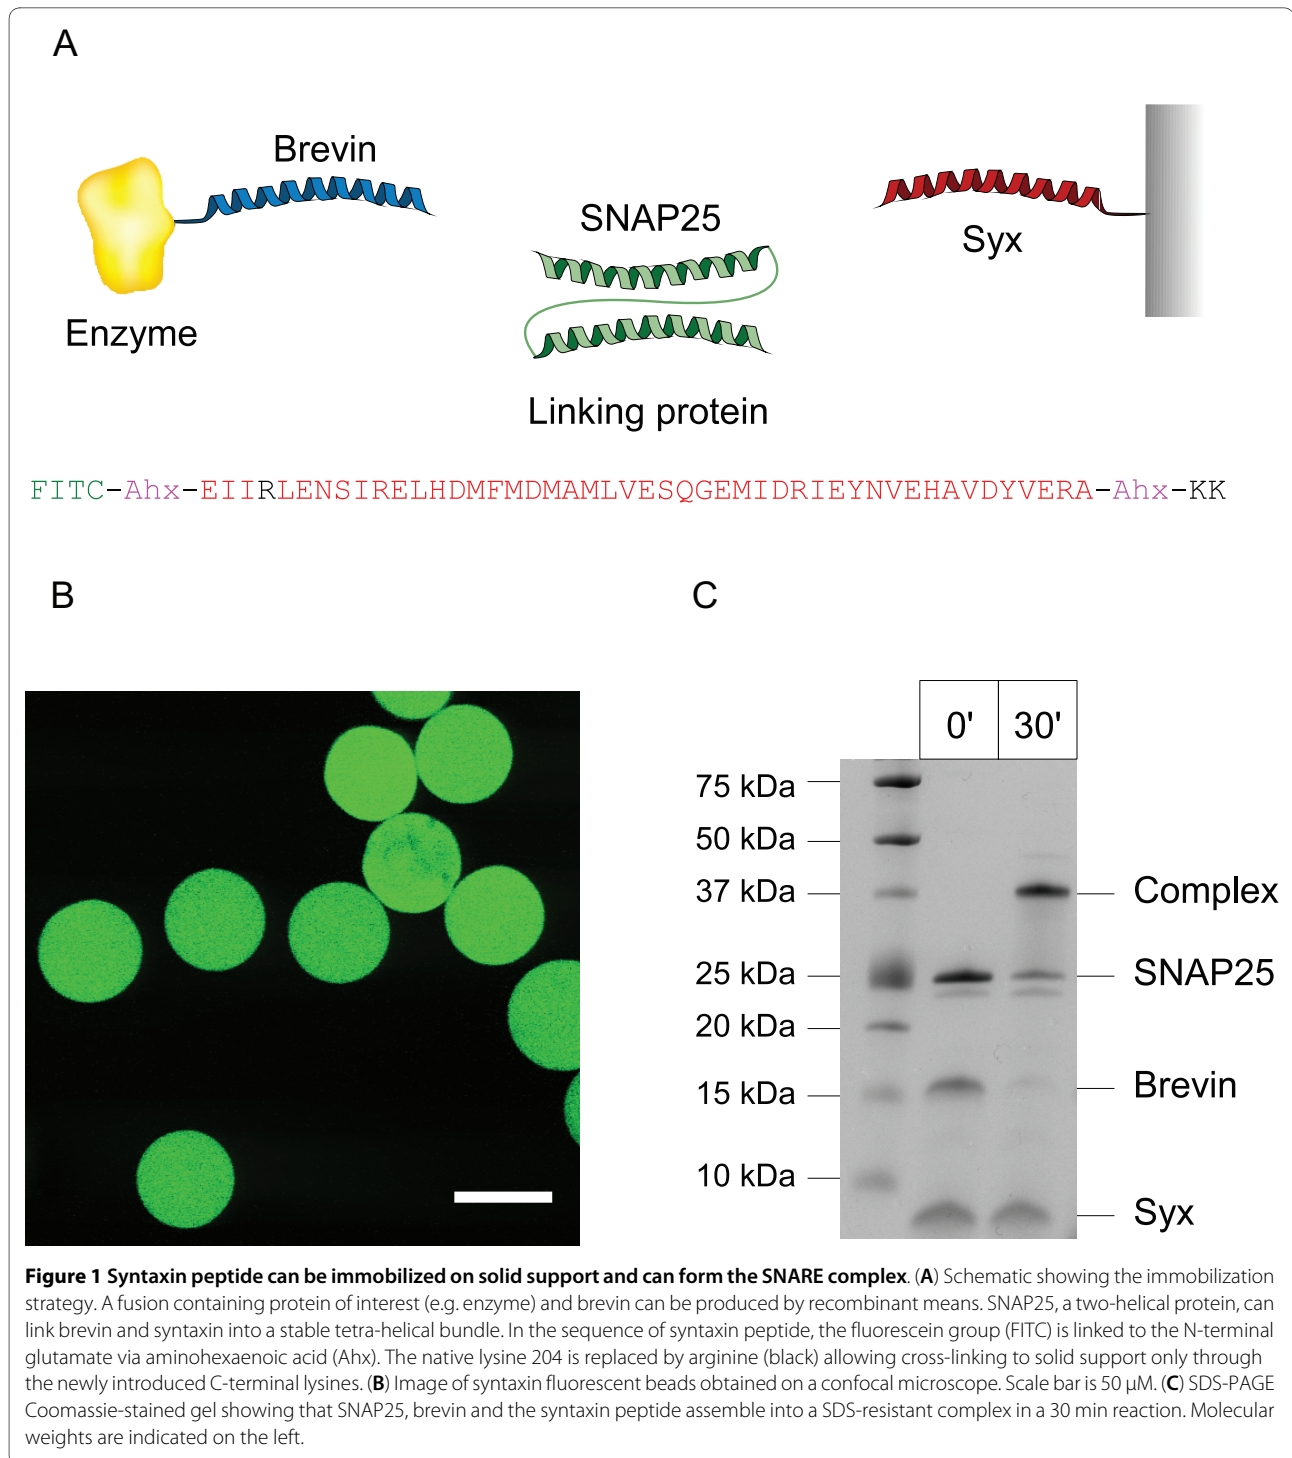 A
Brevin
SNAP25
Syx
Enzyme
Linking protein
FITC-Ahx-EIIRLENSIRELHDMFMDMAMLVESQGEMIDRIEYNVEHAVDYVERA-Ahx-KK
B
C
0' 30'
75 kDa
50 kDa
37 kDa
Complex
25 kDa
SNAP25
20 kDa
15 kDa
Brevin
10 kDa
Syx
Figure 1 Syntaxin peptide can be immobilized on solid support and can form the SNARE complex. (A) Schematic showing the immobilization
strategy. A fusion containing protein of interest (e.g. enzyme) and brevin can be produced by recombinant means. SNAP25, a two-helical protein, can
link brevin and syntaxin into a stable tetra-helical bundle. In the sequence of syntaxin peptide, the fluorescein group (FITC) is linked to the N-terminal
glutamate via aminohexaenoic acid (Ahx). The native lysine 204 is replaced by arginine (black) allowing cross-linking to solid support only through
the newly introduced C-terminal lysines. (B) Image of syntaxin fluorescent beads obtained on a confocal microscope. Scale bar is 50 μM. (C) SDS-PAGE
Coomassie-stained gel showing that SNAP25, brevin and the syntaxin peptide assemble into a SDS-resistant complex in a 30 min reaction. Molecular
weights are indicated on the left.